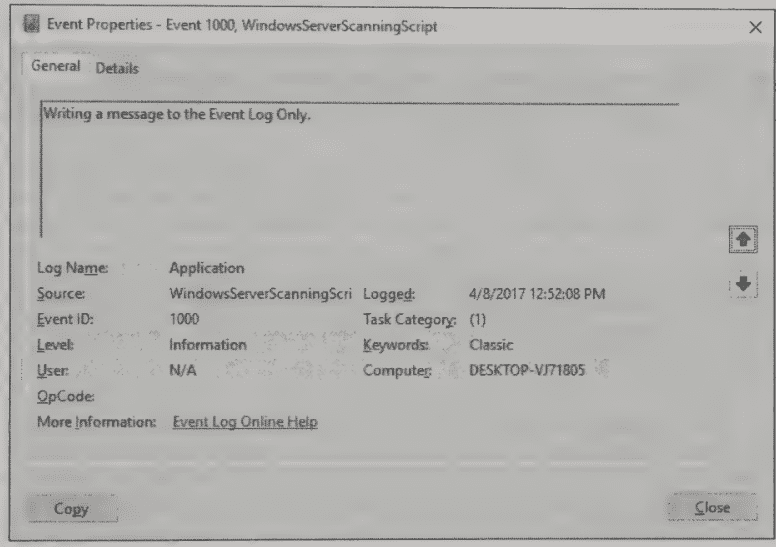 Event Properties - Event 1000, WindowsServerScanningScript
General Details
Writing a message to the Event Log Only.
Log Name: Application
Source: WindowsServerScanningScri Logged: 4/8/2017 12:52:08 PM
Event ID: 1000 Task Category: (1)
Level: Information Keywords: Classic
User: N/A Computer: DESKTOP-VJ71805
OpCode:
More Information: Event Log Online Help
Copy Close